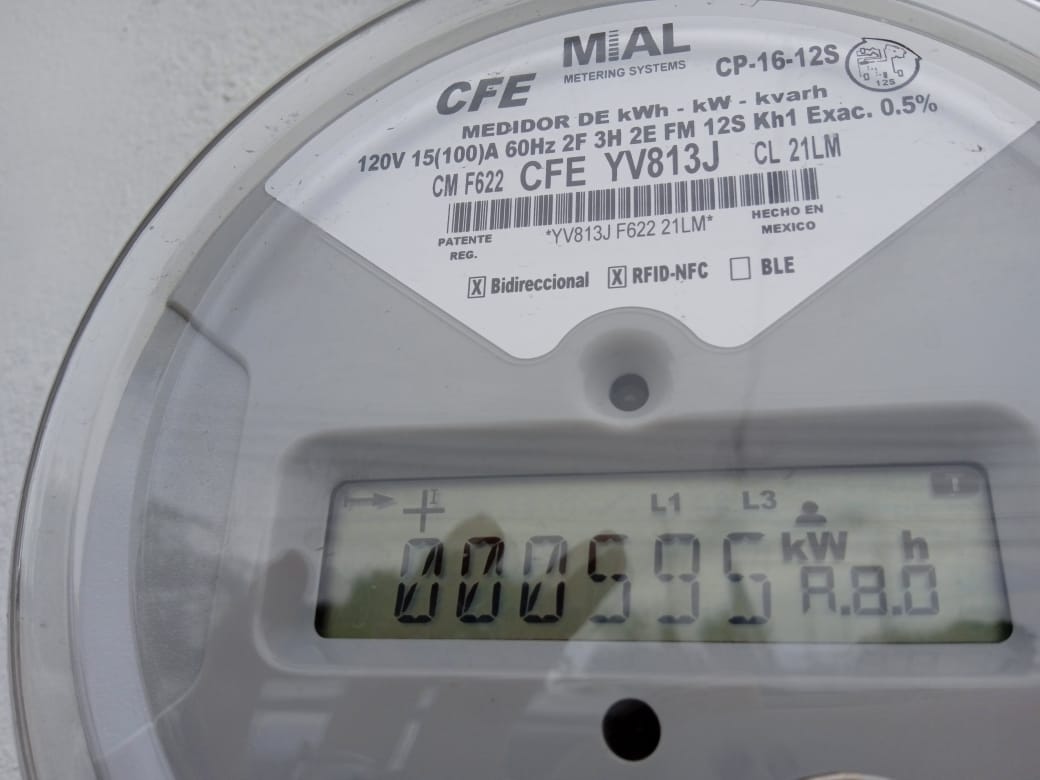 MIAL
METERING SYSTEMS
CFE
CP-16-12S
12S
MEDIDOR DE kWh - kW - kvarh
120V 15(100)A 60Hz 2F 3H 2E FM 12S Kh1 Exac. 0.5%
CM F622 CFE YV813J CL 21LM
*YV813J F622 21LM*
PATENTE
REG.
HECHO EN
MEXICO
X Bidireccional X RFID-NFC BLE
L1 L3
000595 kW h
A.8.0